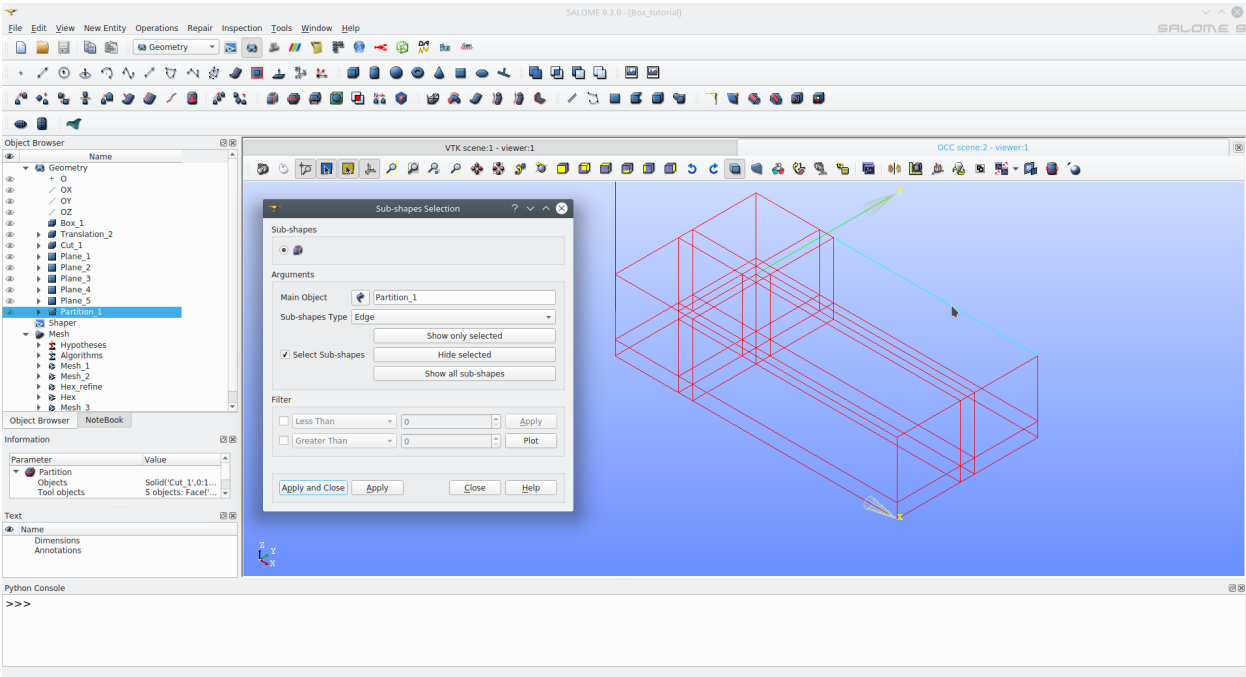 SALOME 9.3.0 - [Box_tutorial]
File Edit View New Entity Operations Repair Inspection Tools Window Help
SALOME 9
Geometry
Object Browser
Name
Geometry
O
OX
OY
OZ
Box_1
Translation_2
Cut_1
Plane_1
Plane_2
Plane_3
Plane_4
Plane_5
Partition_1
Shaper
Mesh
Hypotheses
Algorithms
Mesh_1
Mesh_2
Hex_refine
Hex
Mesh_3
Object Browser NoteBook
Information
Parameter Value
Partition
Objects Solid('Cut_1',0:1...
Tool objects 5 objects: Face('...
Text
Name
Dimensions
Annotations
VTK scene:1 - viewer:1 OCC scene:2 - viewer:1
Sub-shapes Selection
Sub-shapes
Arguments
Main Object Partition_1
Sub-shapes Type Edge
Show only selected
Select Sub-shapes Hide selected
Show all sub-shapes
Filter
Less Than 0 Apply
Greater Than 0 Plot
Apply and Close Apply Close Help
X
Z
Y
X
Python Console
>>>